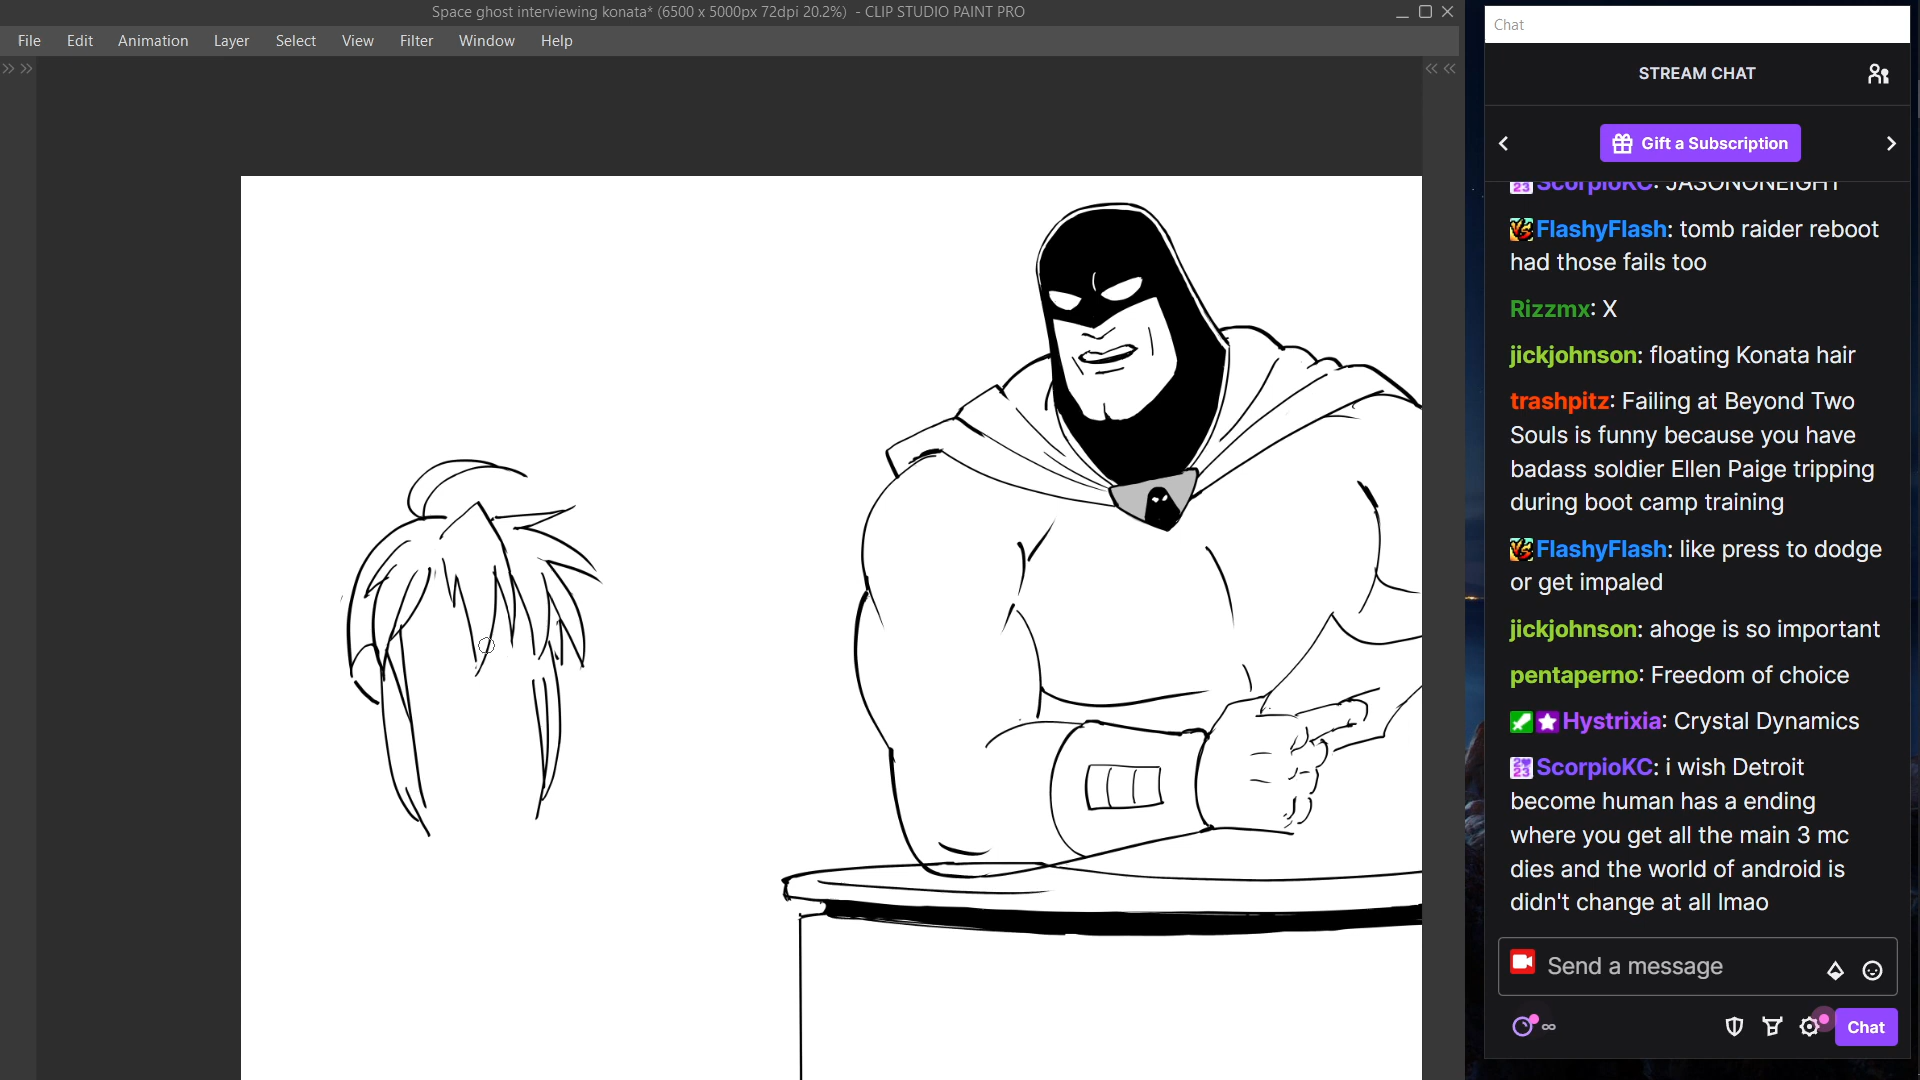 Space ghost interviewing konata* (6500 x 5000px 72dpi 20.2%) - CLIP STUDIO PAINT PRO
File Edit Animation Layer Select View Filter Window Help
Chat
STREAM CHAT
Gift a Subscription
ScorpioKC: JASONONEIGHT
FlashyFlash: tomb raider reboot
had those fails too
Rizzmx: X
jickjohnson: floating Konata hair
trashpitz: Failing at Beyond Two
Souls is funny because you have
badass soldier Ellen Paige tripping
during boot camp training
FlashyFlash: like press to dodge
or get impaled
jickjohnson: ahoge is so important
pentaperno: Freedom of choice
Hystrixia: Crystal Dynamics
ScorpioKC: i wish Detroit
become human has a ending
where you get all the main 3 mc
dies and the world of android is
didn't change at all lmao
Send a message
Chat